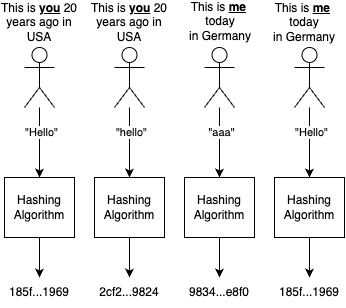 This is you 20
years ago in
USA
"Hello"
Hashing
Algorithm
185f...1969
This is you 20
years ago in
USA
"hello"
Hashing
Algorithm
2cf2...9824
This is me
today
in Germany
"aaa"
Hashing
Algorithm
9834...e8f0
This is me
today
in Germany
"Hello"
Hashing
Algorithm
185f...1969